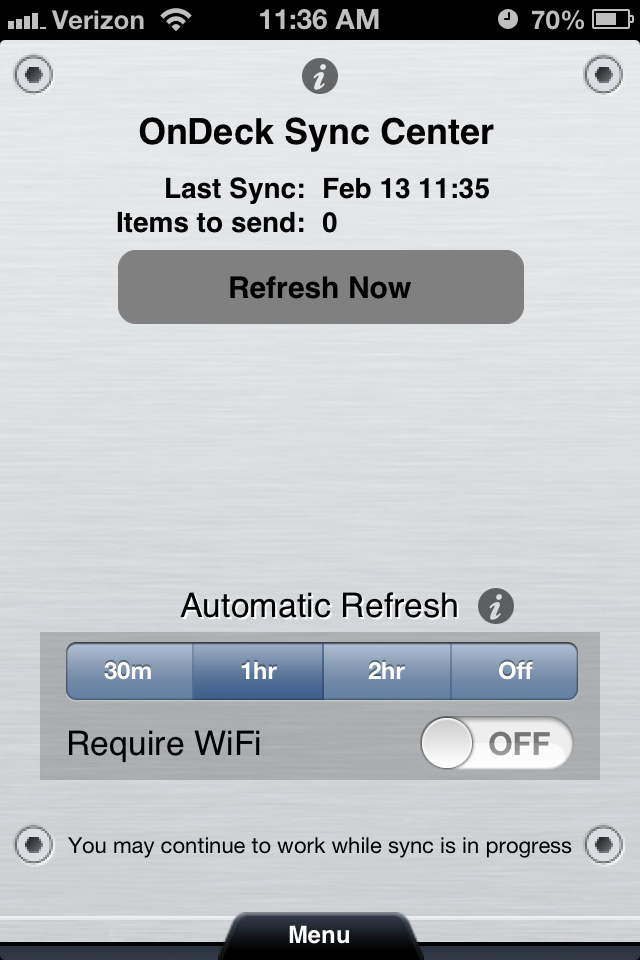 Verizon 11:36 AM 70%
OnDeck Sync Center
Last Sync: Feb 13 11:35
Items to send: 0
Refresh Now
Automatic Refresh
30m 1hr 2hr Off
Require WiFi OFF
You may continue to work while sync is in progress
Menu